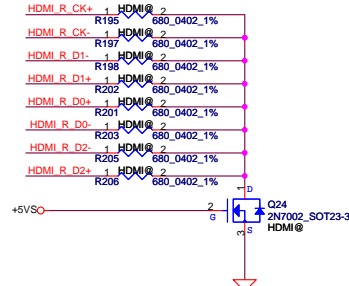 HDMI_R_CK+ 1 HDMI@ 2
R195 680_0402_1%
HDMI_R_CK- 1 HDMI@ 2
R197 680_0402_1%
HDMI_R_D1- 1 HDMI@ 2
R198 680_0402_1%
HDMI_R_D1+ 1 HDMI@ 2
R202 680_0402_1%
HDMI_R_D0+ 1 HDMI@ 2
R201 680_0402_1%
HDMI_R_D0- 1 HDMI@ 2
R203 680_0402_1%
HDMI_R_D2- 1 HDMI@ 2
R205 680_0402_1%
HDMI_R_D2+ 1 HDMI@ 2
R206 680_0402_1%
1 D
+5VS 2 G Q24
2N7002_SOT23-3
3 S HDMI@